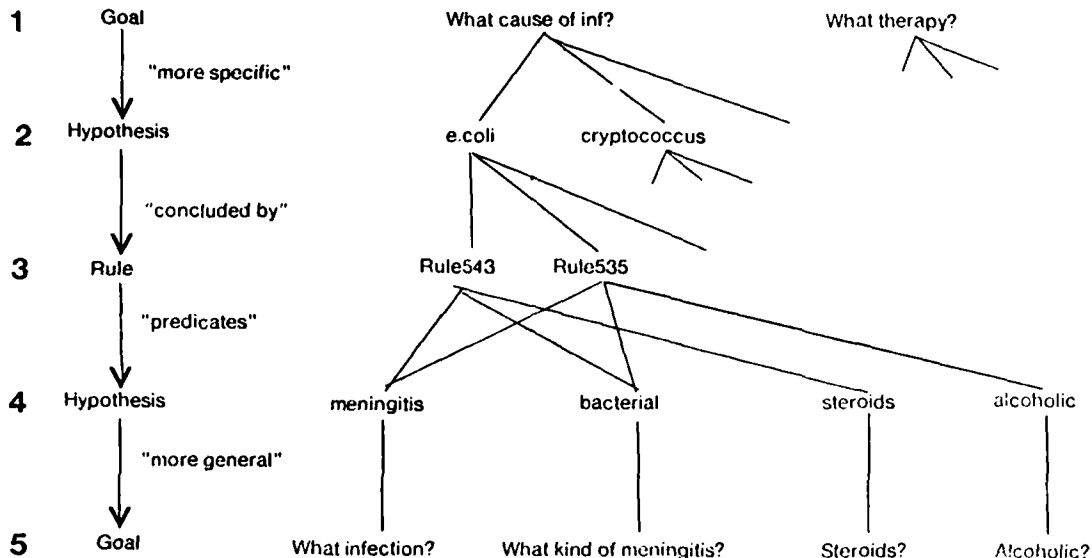 1 Goal What cause of inf? What therapy?
"more specific"
2 Hypothesis e.coli cryptococcus
"concluded by"
3 Rule Rule543 Rule535
"predicates"
4 Hypothesis meningitis bacterial steroids alcoholic
"more general"
5 Goal What infection? What kind of meningitis? Steroids? Alcoholic?